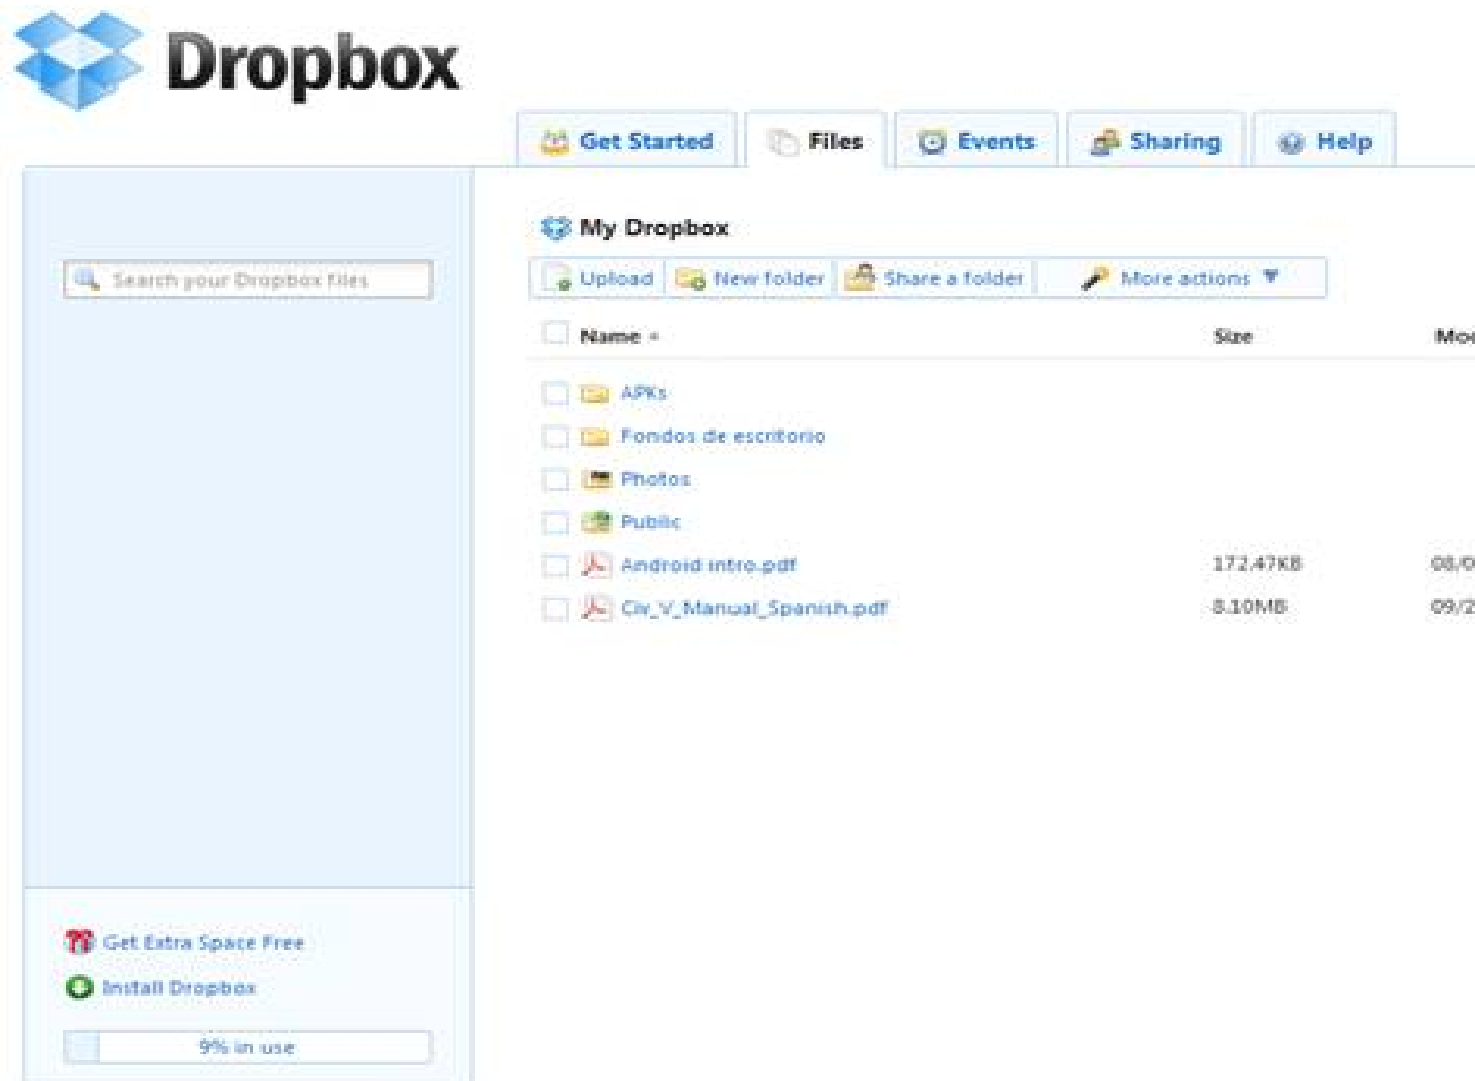 Dropbox
Get Started Files Events Sharing Help
My Dropbox
Search your Dropbox files
Upload New folder Share a folder More actions
Name Size
APKs
Fondos de escritorio
Photos
Public
Android intro.pdf 172.47KB
Civ_V_Manual_Spanish.pdf 8.10MB 09/2
Get Extra Space Free
Install Dropbox
9% in use